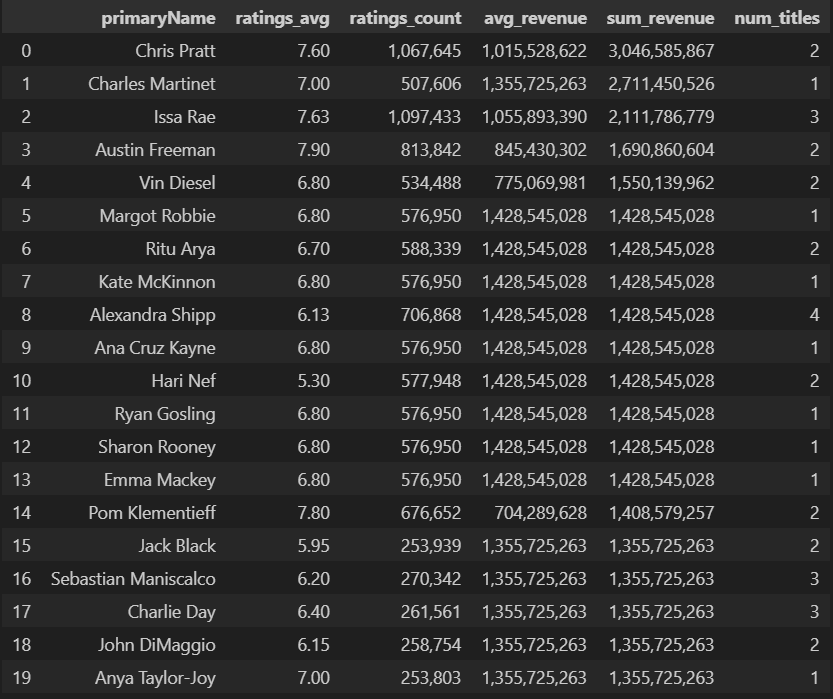 primaryName ratings_avg ratings_count avg_revenue sum_revenue num_titles
0 Chris Pratt 7.60 1,067,645 1,015,528,622 3,046,585,867 2
1 Charles Martinet 7.00 507,606 1,355,725,263 2,711,450,526 1
2 Issa Rae 7.63 1,097,433 1,055,893,390 2,111,786,779 3
3 Austin Freeman 7.90 813,842 845,430,302 1,690,860,604 2
4 Vin Diesel 6.80 534,488 775,069,981 1,550,139,962 2
5 Margot Robbie 6.80 576,950 1,428,545,028 1,428,545,028 1
6 Ritu Arya 6.70 588,339 1,428,545,028 1,428,545,028 2
7 Kate McKinnon 6.80 576,950 1,428,545,028 1,428,545,028 1
8 Alexandra Shipp 6.13 706,868 1,428,545,028 1,428,545,028 4
9 Ana Cruz Kayne 6.80 576,950 1,428,545,028 1,428,545,028 1
10 Hari Nef 5.30 577,948 1,428,545,028 1,428,545,028 2
11 Ryan Gosling 6.80 576,950 1,428,545,028 1,428,545,028 1
12 Sharon Rooney 6.80 576,950 1,428,545,028 1,428,545,028 1
13 Emma Mackey 6.80 576,950 1,428,545,028 1,428,545,028 1
14 Pom Klementieff 7.80 676,652 704,289,628 1,408,579,257 2
15 Jack Black 5.95 253,939 1,355,725,263 1,355,725,263 2
16 Sebastian Maniscalco 6.20 270,342 1,355,725,263 1,355,725,263 3
17 Charlie Day 6.40 261,561 1,355,725,263 1,355,725,263 3
18 John DiMaggio 6.15 258,754 1,355,725,263 1,355,725,263 2
19 Anya Taylor-Joy 7.00 253,803 1,355,725,263 1,355,725,263 1